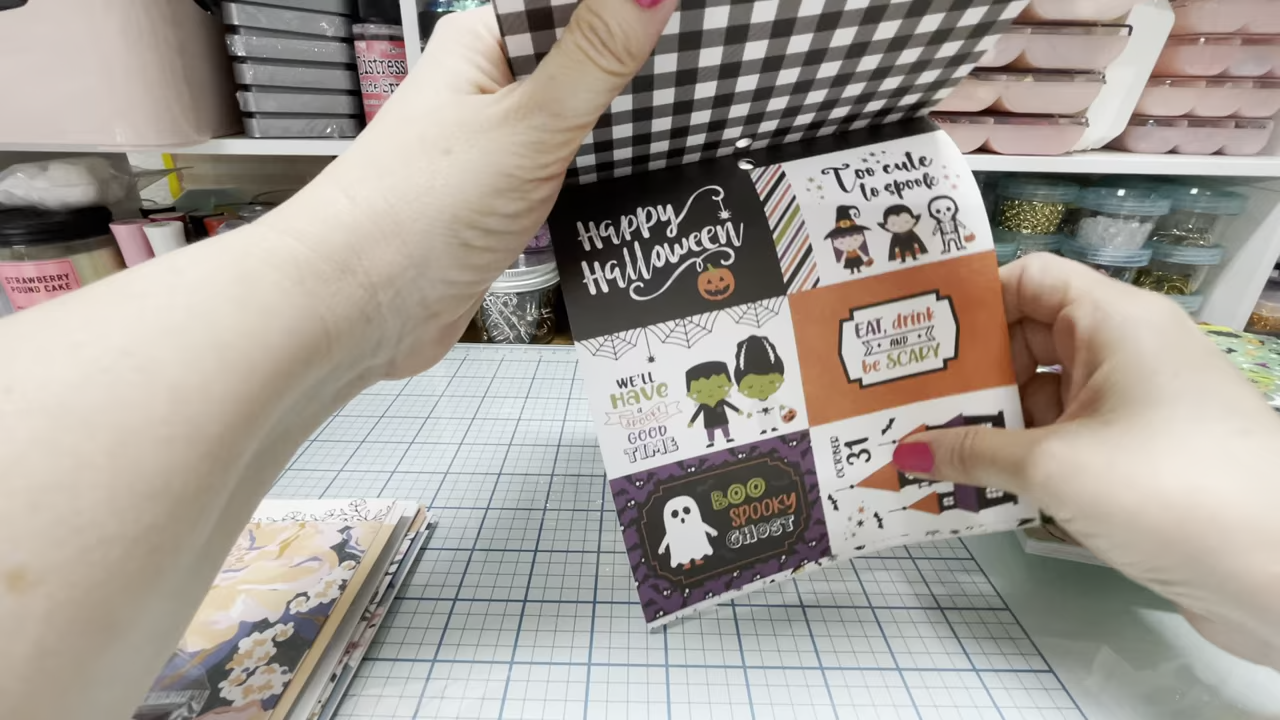 Distress
STRAWBERRY
POUND CAKE
Happy
Halloween
Too cute
to spook
WE'LL
HAVE
a
SPOOKY
GOOD
TIME
EAT, drink
AND
be SCARY
BOO
SPOOKY
GHOST
OCTOBER
31